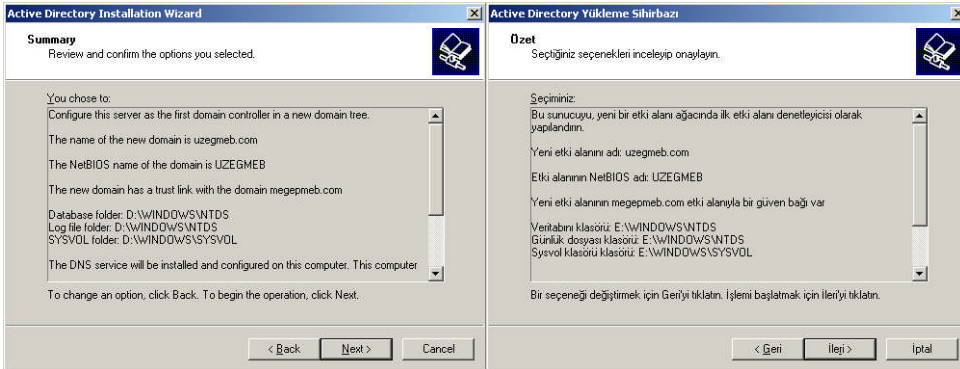 Active Directory Installation Wizard
Summary
Review and confirm the options you selected.
You chose to:
Configure this server as the first domain controller in a new domain tree.
The name of the new domain is uzegmeb.com
The NetBIOS name of the domain is UZEGMEB
The new domain has a trust link with the domain megepmeb.com
Database folder: D:\WINDOWS\NTDS
Log file folder: D:\WINDOWS\NTDS
SYSVOL folder: D:\WINDOWS\SYSVOL
The DNS service will be installed and configured on this computer. This computer
To change an option, click Back. To begin the operation, click Next.
< Back
Next >
Cancel
Active Directory Yükleme Sihirbazı
Özet
Seçtiğiniz seçenekleri inceleyip onaylayın.
Seçiminiz:
Bu sunucuyu, yeni bir etki alanı ağacında ilk etki alanı denetleyicisi olarak
yapılandırın.
Yeni etki alanını adı: uzegmeb.com
Etki alanının NetBIOS adı: UZEGMEB
Yeni etki alanının megepmeb.com etki alanıyla bir güven bağı var
Veritabını klasörü: E:\WINDOWS\NTDS
Günlük dosyası klasörü: E:\WINDOWS\NTDS
Sysvol klasörü klasörü: E:\WINDOWS\SYSVOL
Bir seçeneği değiştirmek için Geri'yi tıklatın. İşlemi başlatmak için İleri'yi tıklatın.
< Geri
İleri >
İptal